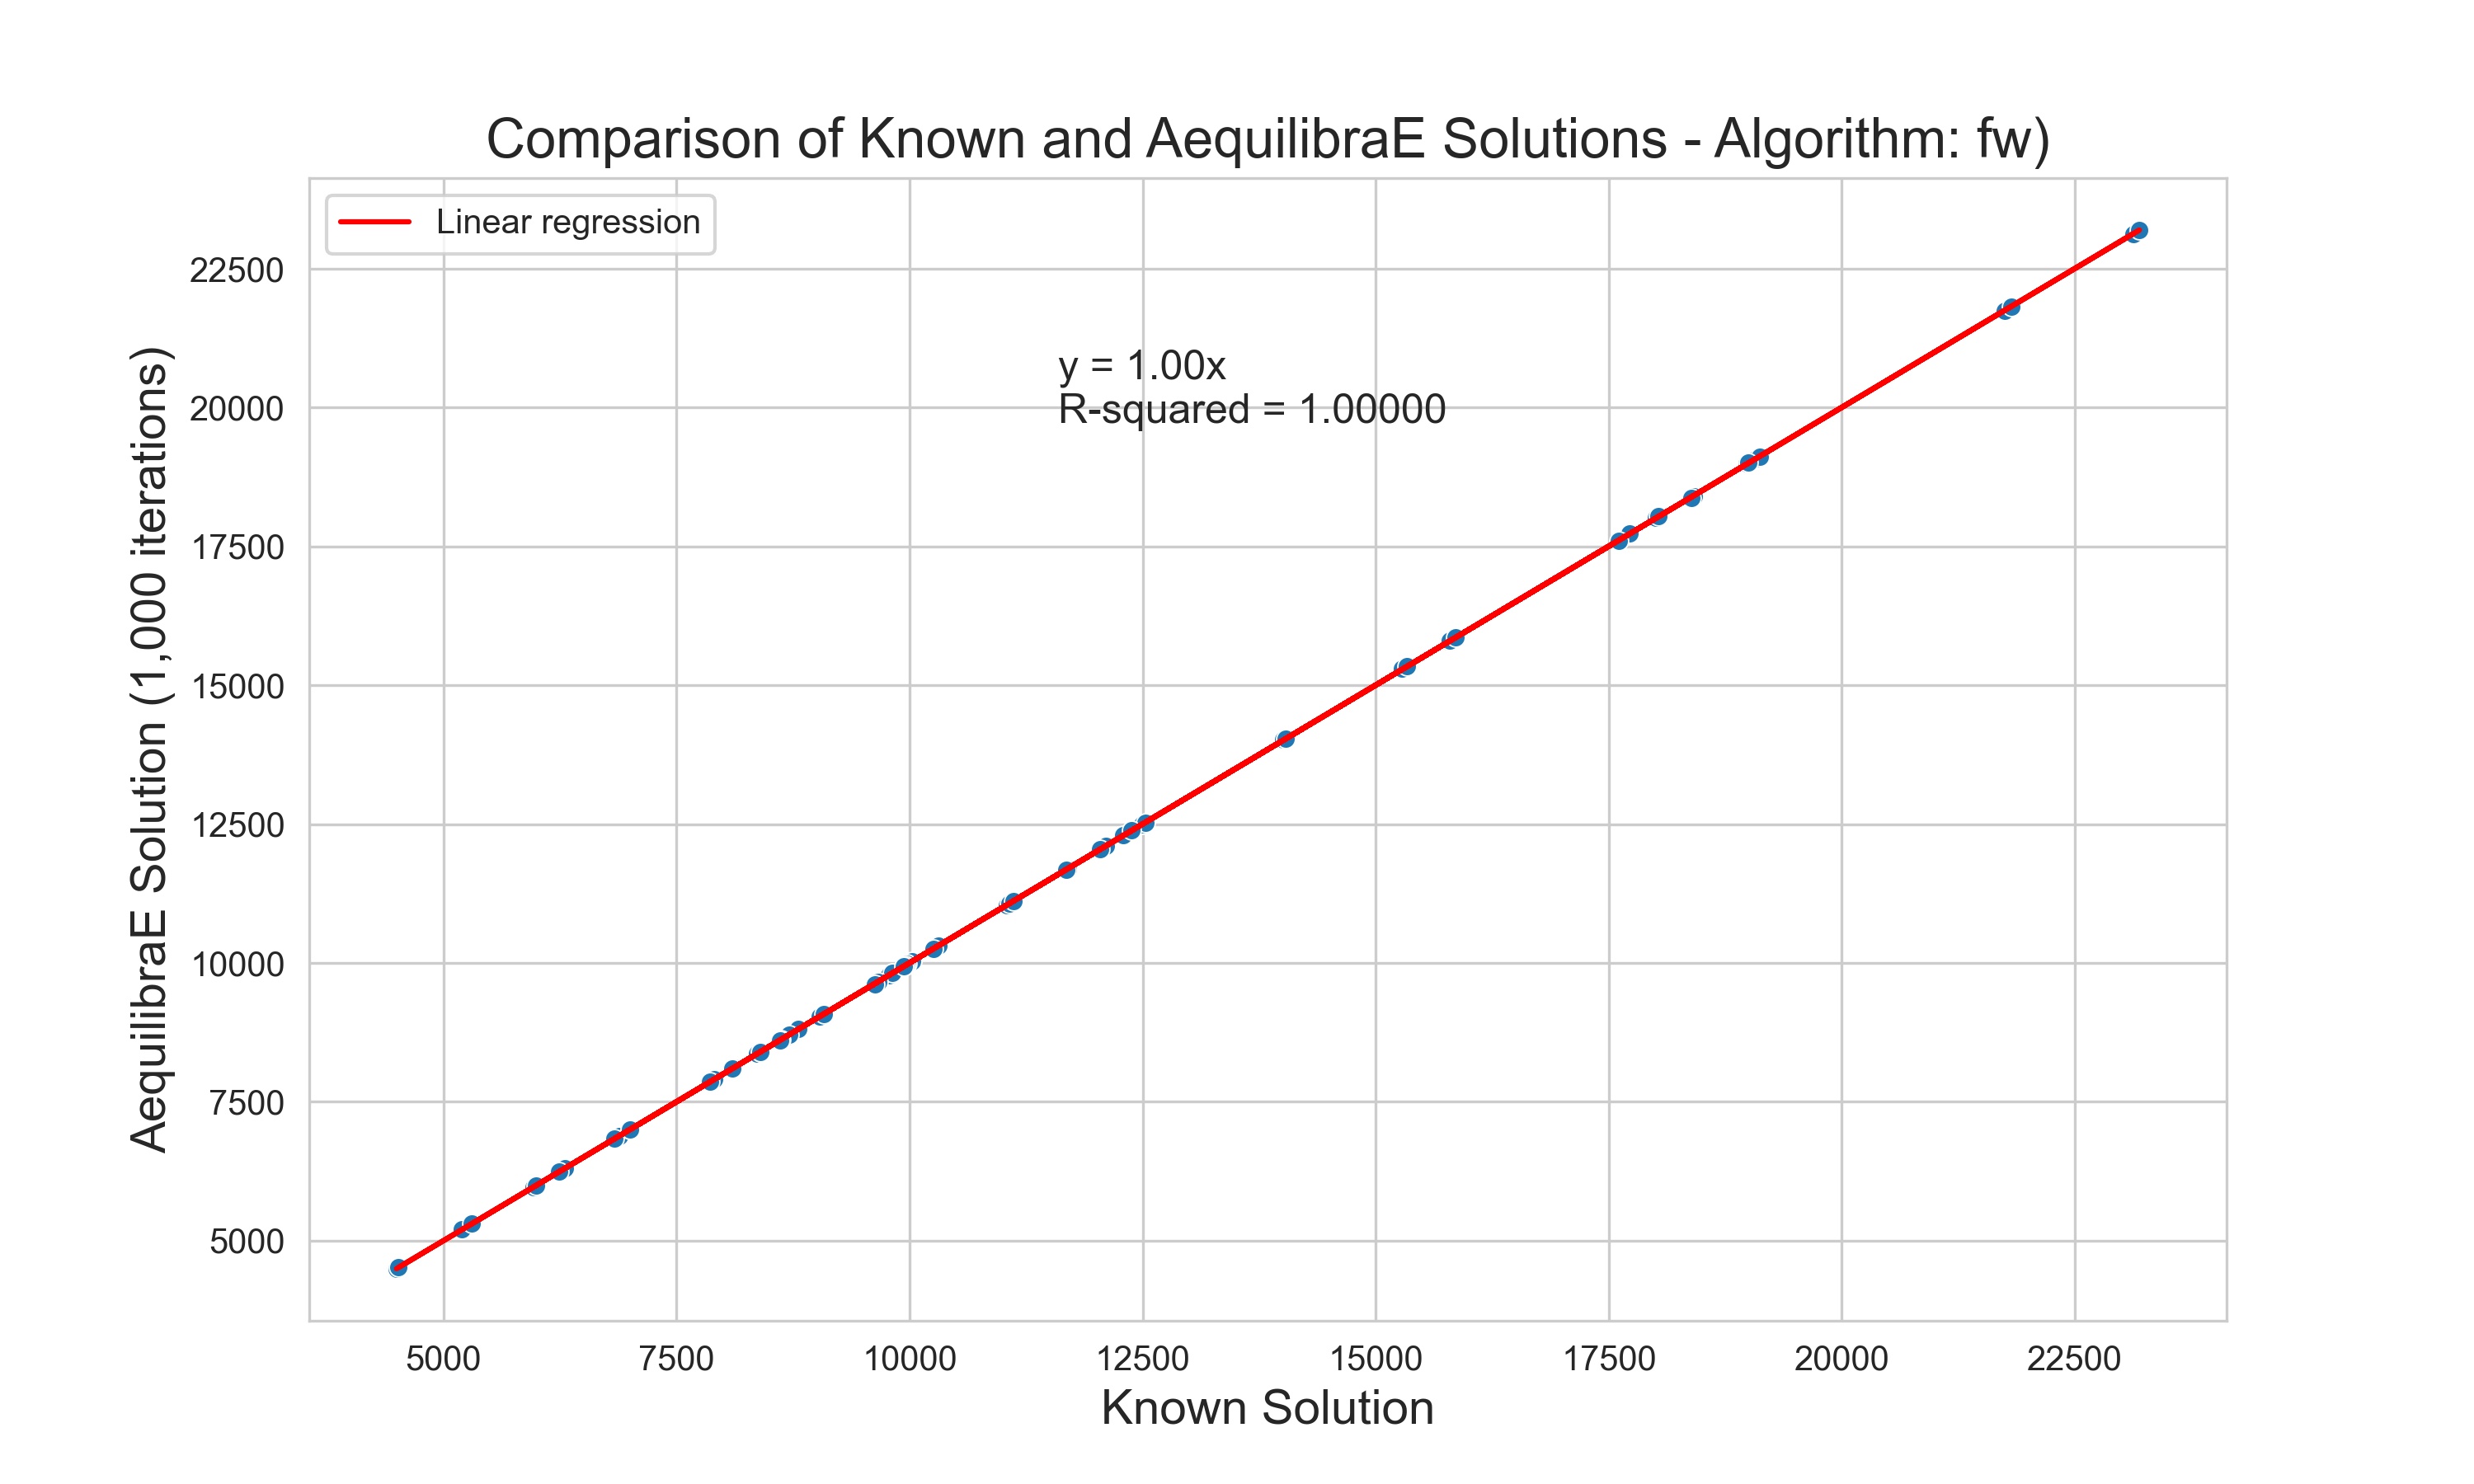 Comparison of Known and AequilibraE Solutions - Algorithm: fw)
Linear regression
y = 1.00x
R-squared = 1.00000
AequilibraE Solution (1,000 iterations)
22500
20000
17500
15000
12500
10000
7500
5000
5000 7500 10000 12500 15000 17500 20000 22500
Known Solution